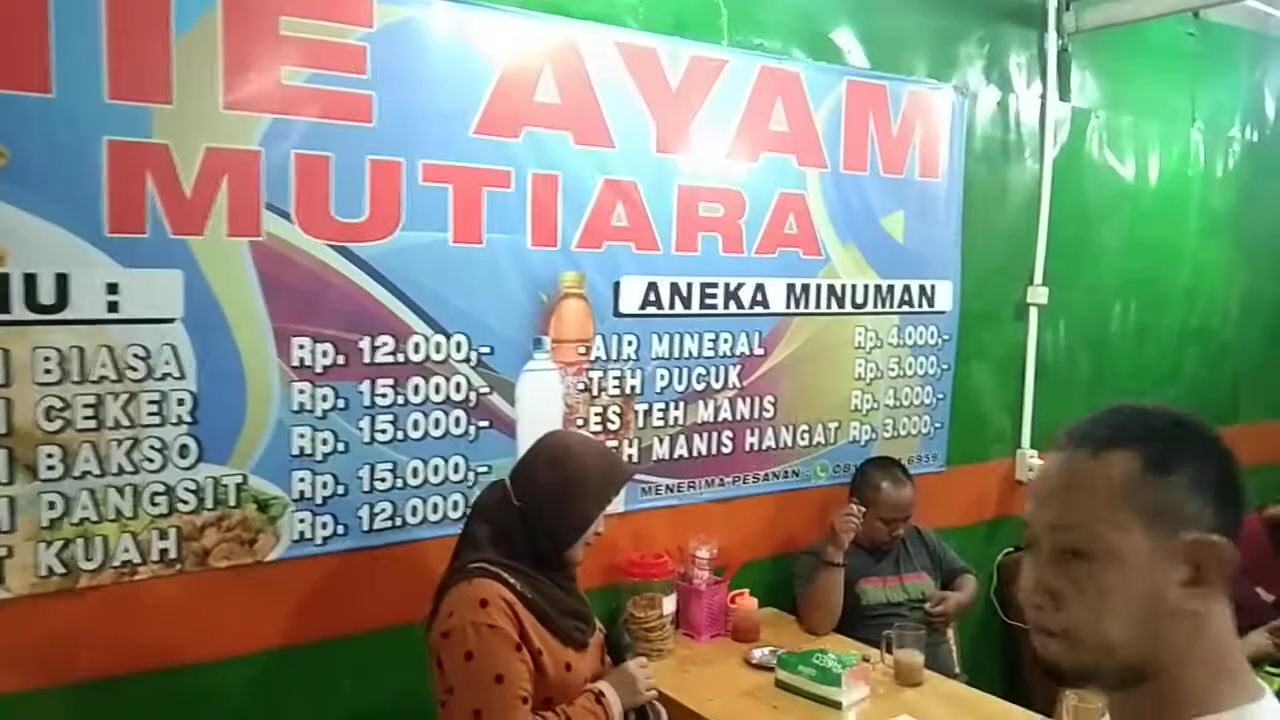 MIE AYAM
MUTIARA
NU :
BIASA Rp. 12.000,-
CEKER Rp. 15.000,-
BAKSO Rp. 15.000,-
PANGSIT Rp. 15.000,-
KUAH Rp. 12.000,
ANEKA MINUMAN
-AIR MINERAL Rp. 4.000,-
-TEH PUCUK Rp. 5.000,-
-ES TEH MANIS Rp. 4.000,-
EH MANIS HANGAT Rp. 3.000,-
MENERIMA PESANAN :